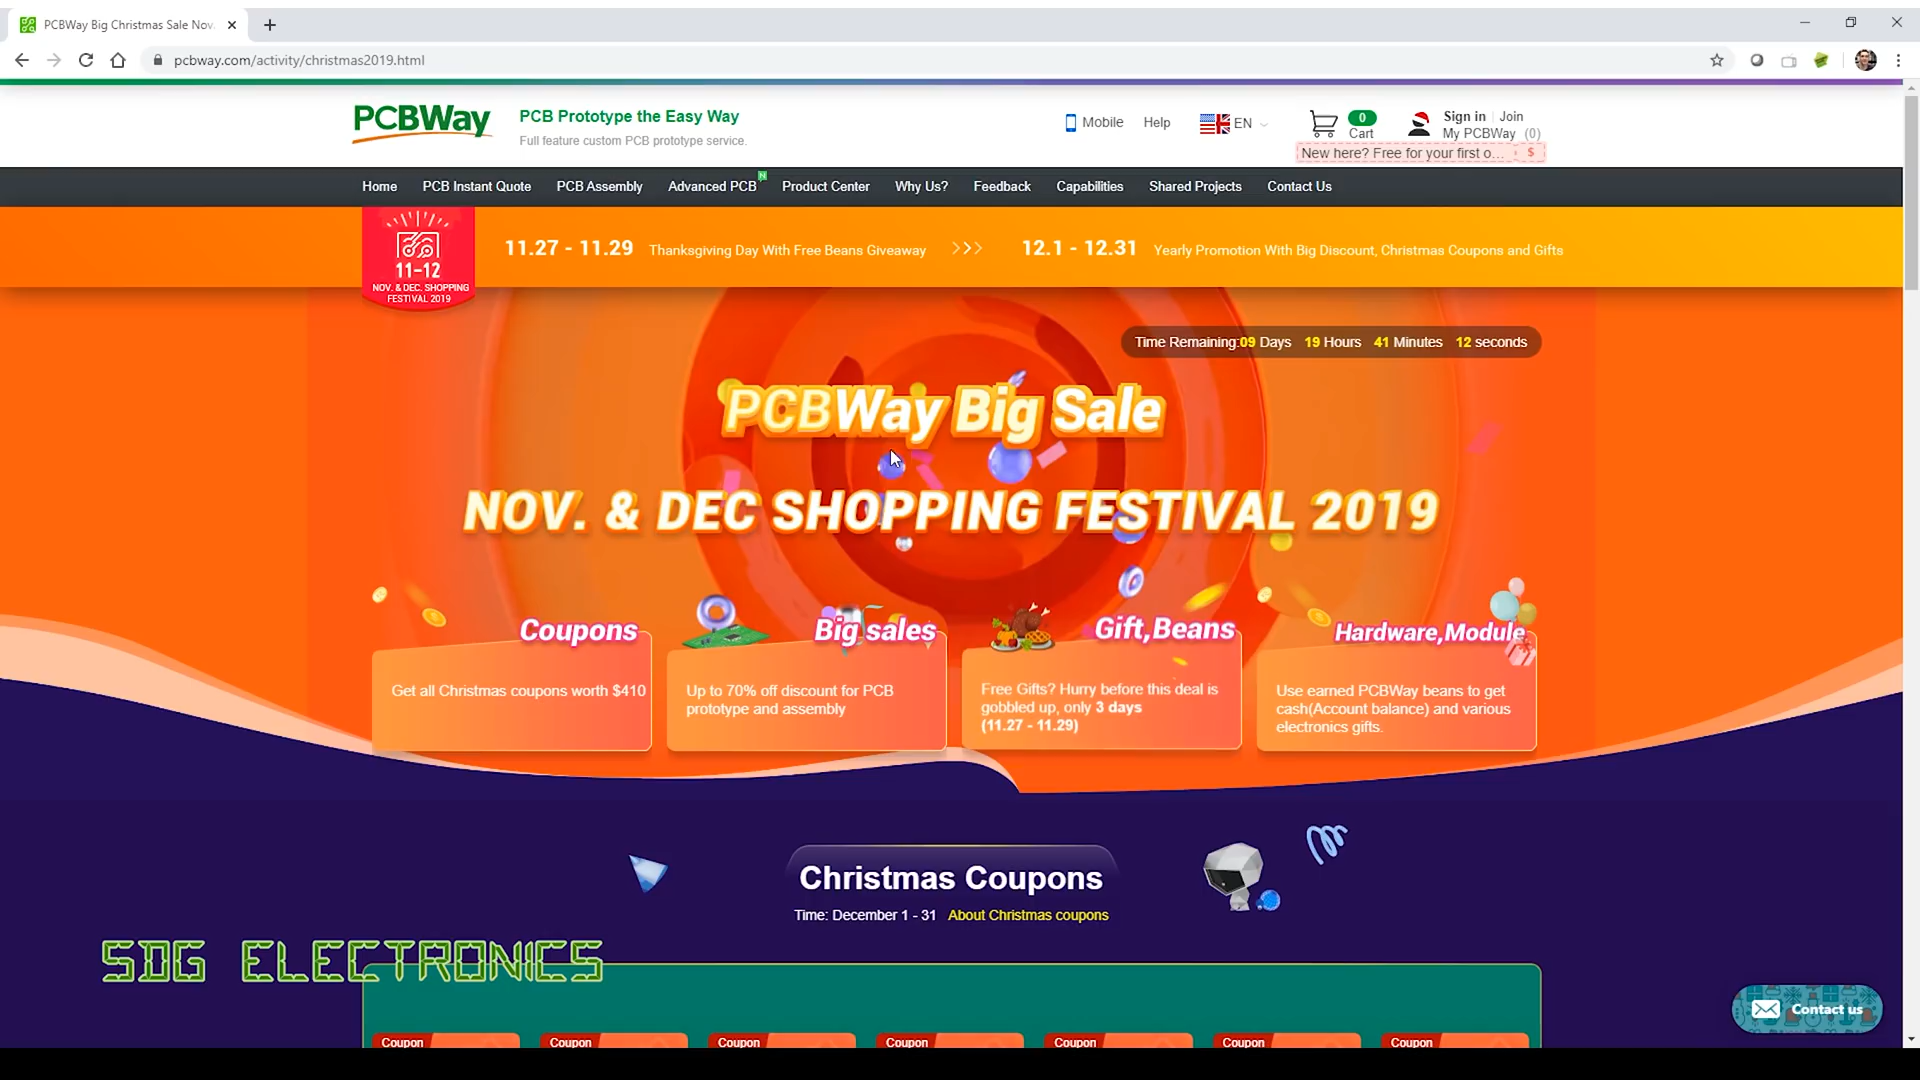 PCBWay Big Christmas Sale Nov.
pcbway.com/activity/christmas2019.html
PCBWay
PCB Prototype the Easy Way
Full feature custom PCB prototype service.
Mobile
Help
EN
0
Cart
Sign in
Join
My PCBWay (0)
New here? Free for your first o... $
Home
PCB Instant Quote
PCB Assembly
Advanced PCB
N
Product Center
Why Us?
Feedback
Capabilities
Shared Projects
Contact Us
11-12
NOV. & DEC. SHOPPING
FESTIVAL 2019
11.27 - 11.29 Thanksgiving Day With Free Beans Giveaway >>> 12.1 - 12.31 Yearly Promotion With Big Discount, Christmas Coupons and Gifts
Time Remaining:09 Days 19 Hours 41 Minutes 12 seconds
PCBWay Big Sale
NOV. & DEC SHOPPING FESTIVAL 2019
Coupons
Get all Christmas coupons worth $410
Big sales
Up to 70% off discount for PCB
prototype and assembly
Gift,Beans
Free Gifts? Hurry before this deal is
gobbled up, only 3 days
(11.27 - 11.29)
Hardware,Module
Use earned PCBWay beans to get
cash(Account balance) and various
electronics gifts.
Christmas Coupons
Time: December 1 - 31 About Christmas coupons
SDG ELECTRONICS
Contact us
Coupon
Coupon
Coupon
Coupon
Coupon
Coupon
Coupon